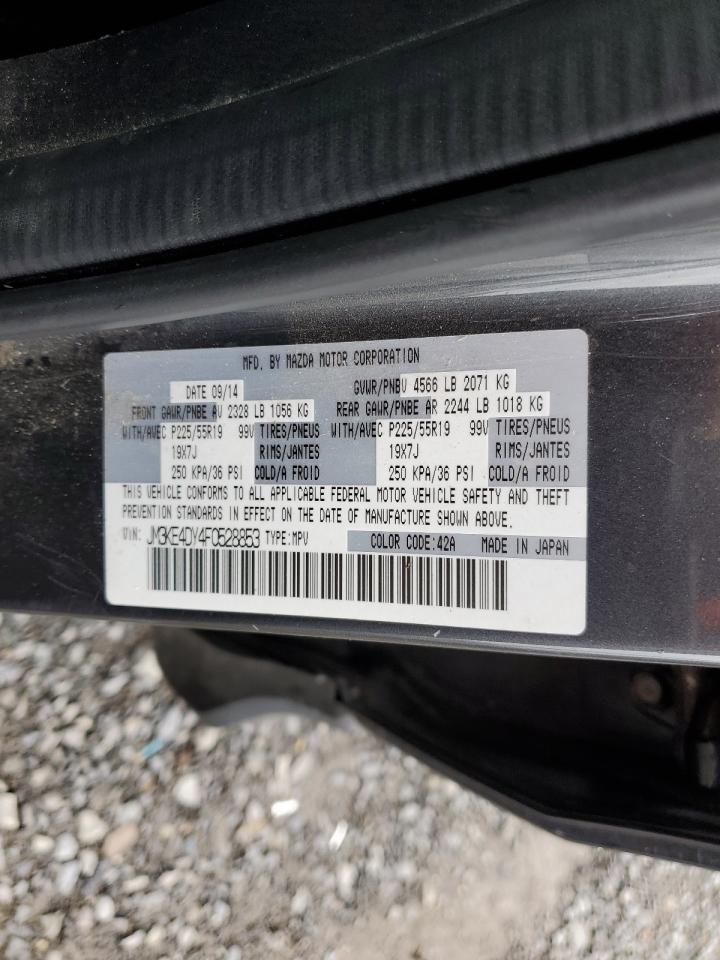 MFD. BY MAZDA MOTOR CORPORATION
DATE 09/14 GVWR/PNBV 4566 LB 2071 KG
FRONT GAWR/PNBE AV 2328 LB 1056 KG REAR GAWR/PNBE AR 2244 LB 1018 KG
WITH/AVEC P225/55R19 99V TIRES/PNEUS WITH/AVEC P225/55R19 99V TIRES/PNEUS
19X7J RIMS/JANTES 19X7J RIMS/JANTES
250 KPA/36 PSI COLD/A FROID 250 KPA/36 PSI COLD/A FROID
THIS VEHICLE CONFORMS TO ALL APPLICABLE FEDERAL MOTOR VEHICLE SAFETY AND THEFT
PREVENTION STANDARDS IN EFFECT ON THE DATE OF MANUFACTURE SHOWN ABOVE.
VIN: JM3KE4DY4F0528853 TYPE:MPV COLOR CODE:42A MADE IN JAPAN